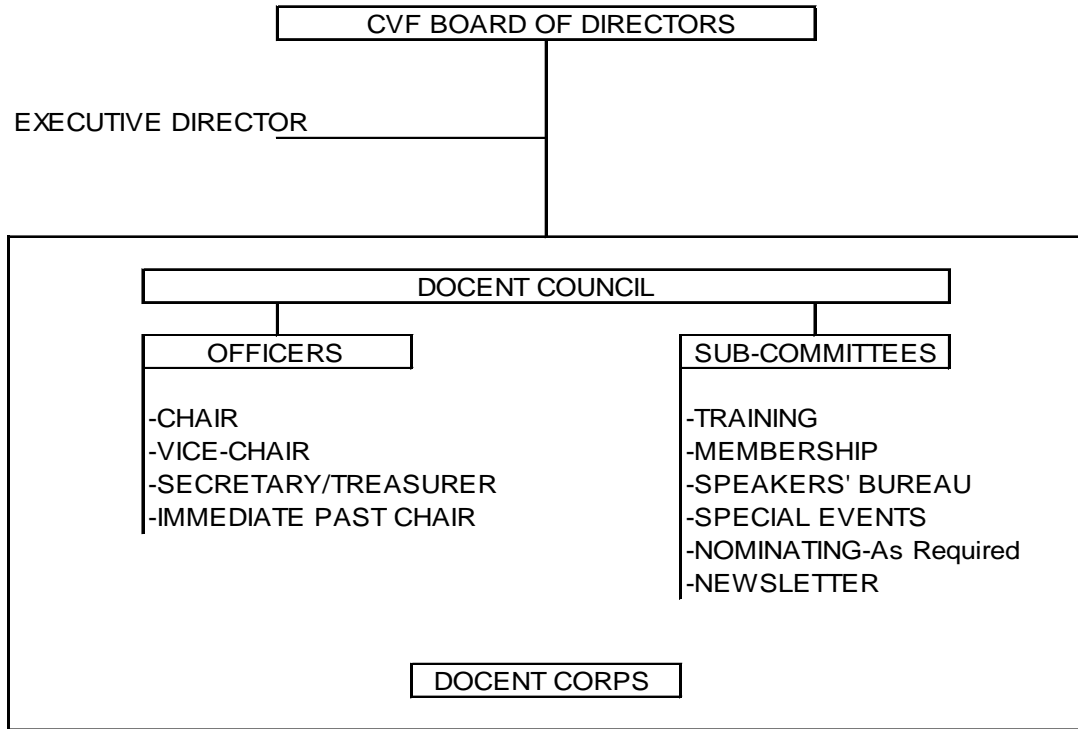 CVF BOARD OF DIRECTORS
EXECUTIVE DIRECTOR
DOCENT COUNCIL
OFFICERS
-CHAIR
-VICE-CHAIR
-SECRETARY/TREASURER
-IMMEDIATE PAST CHAIR
SUB-COMMITTEES
-TRAINING
-MEMBERSHIP
-SPEAKERS' BUREAU
-SPECIAL EVENTS
-NOMINATING-As Required
-NEWSLETTER
DOCENT CORPS